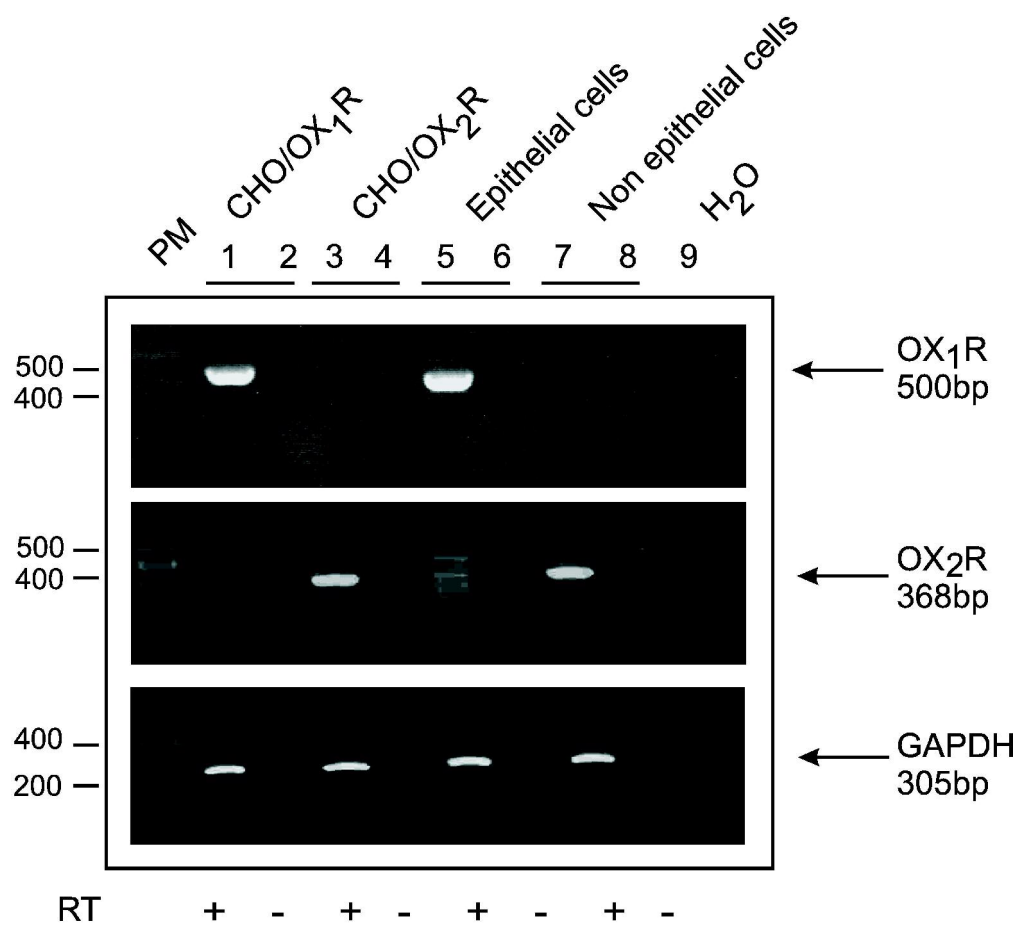 PM CHO/OX1R CHO/OX2R Epithelial cells Non epithelial cells H2O
1 2 3 4 5 6 7 8 9
500
400
OX1R
500bp
500
400
OX2R
368bp
400
200
GAPDH
305bp
RT + - + - + - + -